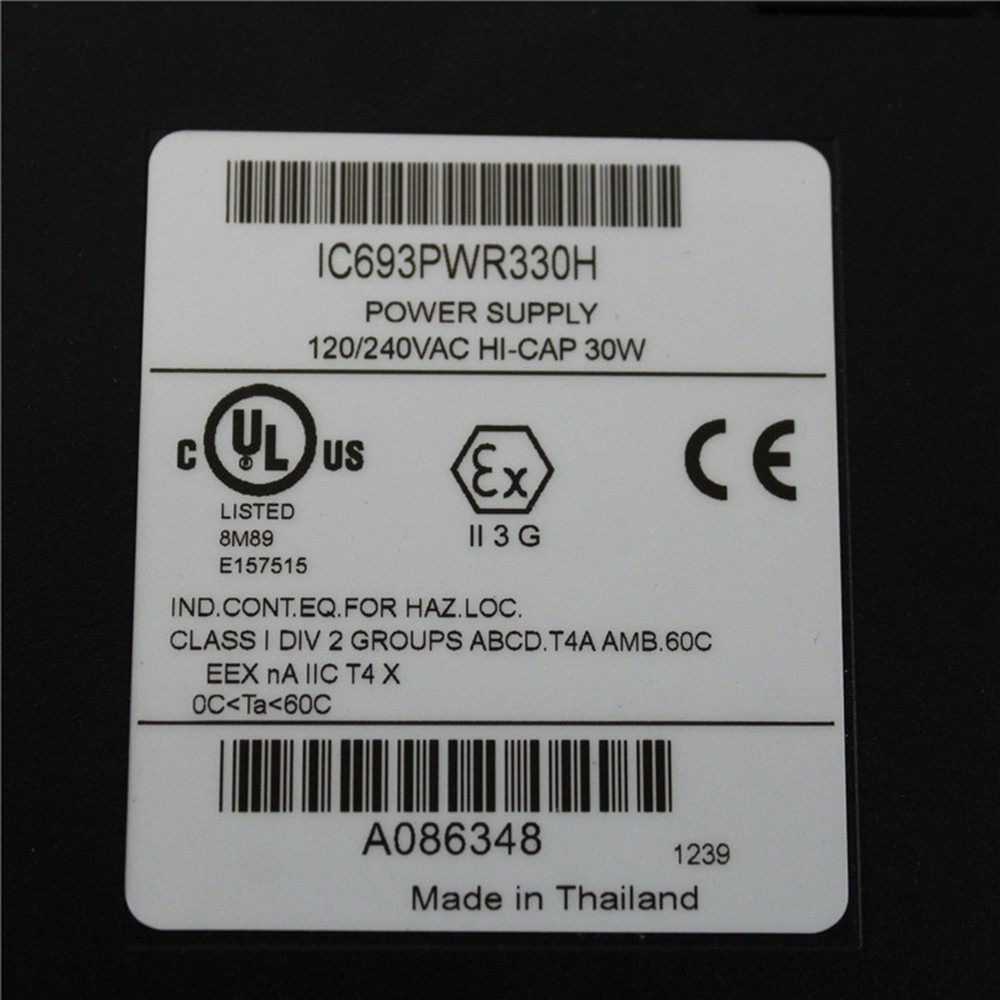 IC693PWR330H
POWER SUPPLY
120/240VAC HI-CAP 30W
C UL US
LISTED
8M89
E157515
Ex
II 3 G
CE
IND.CONT.EQ.FOR HAZ.LOC.
CLASS I DIV 2 GROUPS ABCD.T4A AMB.60C
EEX nA IIC T4 X
0C<Ta<60C
A086348
1239
Made in Thailand